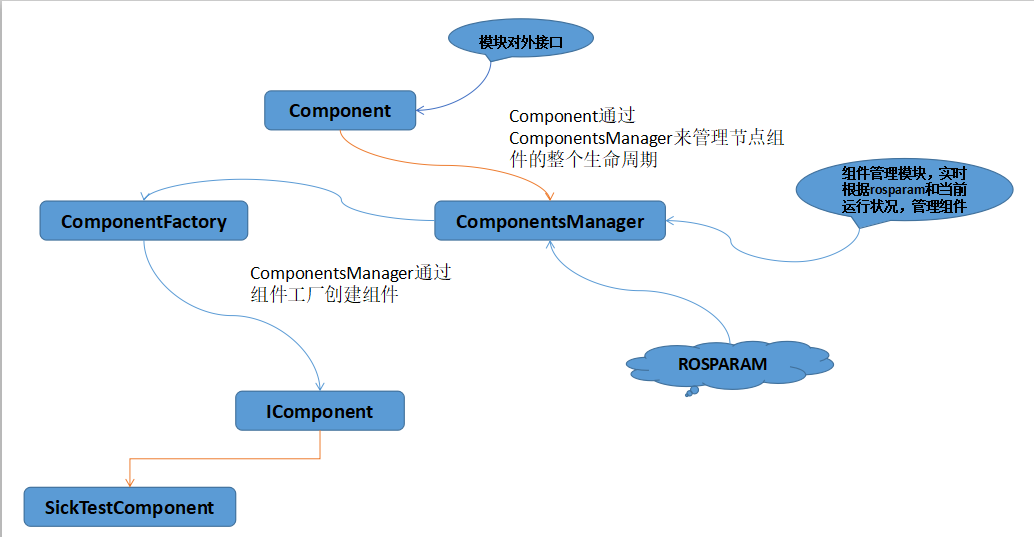 模块对外接口
Component
Component通过
ComponentsManager来管理节点组
件的整个生命周期
组件管理模块，实时
根据rosparam和当前
运行状况，管理组件
ComponentFactory
ComponentsManager
ComponentsManager通过
组件工厂创建组件
ROSPARAM
IComponent
SickTestComponent